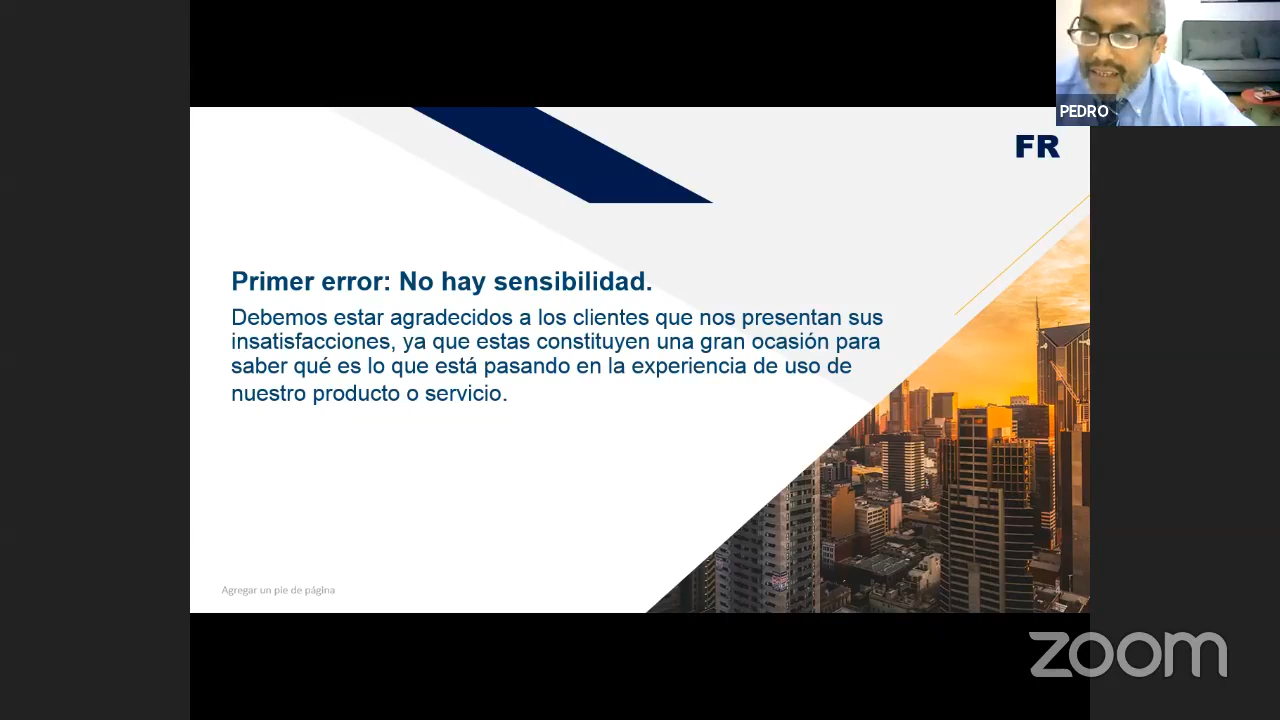 PEDRO
FR
Primer error: No hay sensibilidad.
Debemos estar agradecidos a los clientes que nos presentan sus
insatisfacciones, ya que estas constituyen una gran ocasión para
saber qué es lo que está pasando en la experiencia de uso de
nuestro producto o servicio.
Agregar un pie de página
zoom